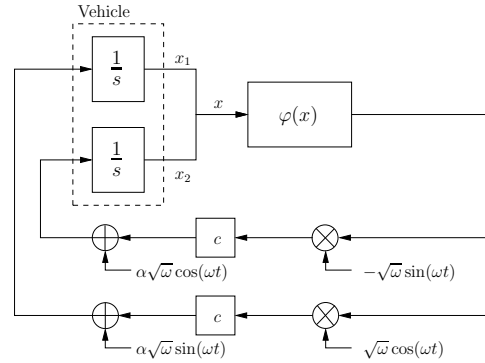 Vehicle
1/s
x₁
x
φ(x)
1/s
x₂
c
α√ω cos(ωt)
−√ω sin(ωt)
c
α√ω sin(ωt)
√ω cos(ωt)